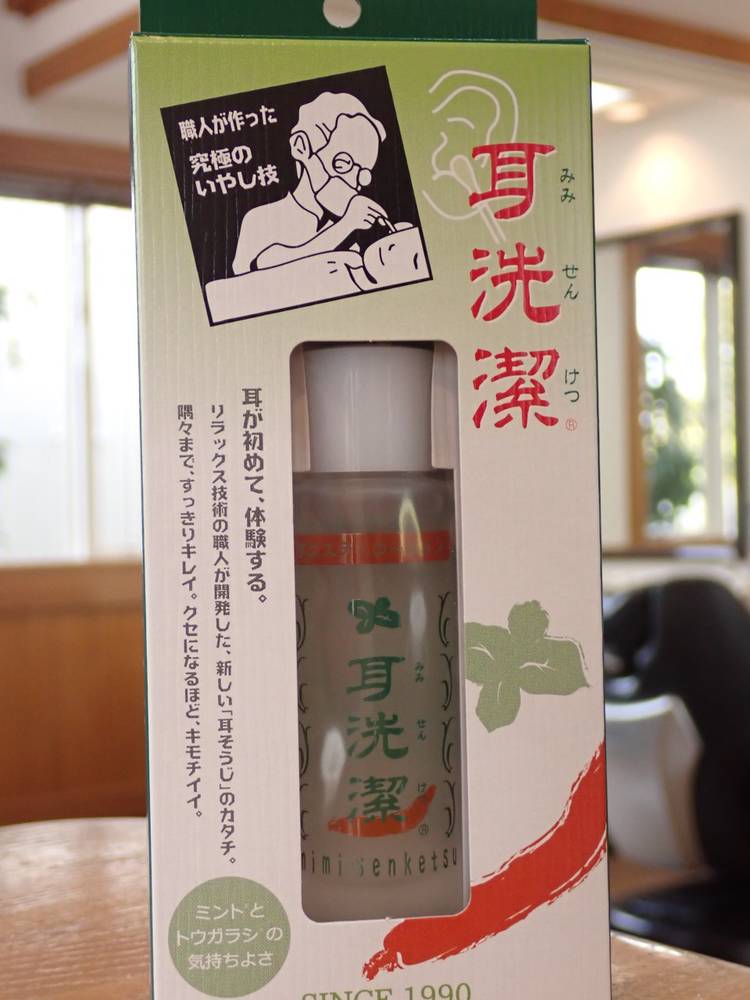 職人が作った
究極の
いやし技
耳洗潔®
みみ せん けつ
耳が初めて、体験する。
リラックス技術の職人が開発した、新しい「耳そうじ」のカタチ。
隅々まで、すっきりキレイ。クセになるほど、キモチイイ。
耳洗潔®
みみ せん け
mimi senketsu
ミントと
トウガラシの
気持ちよさ
SINCE 1990